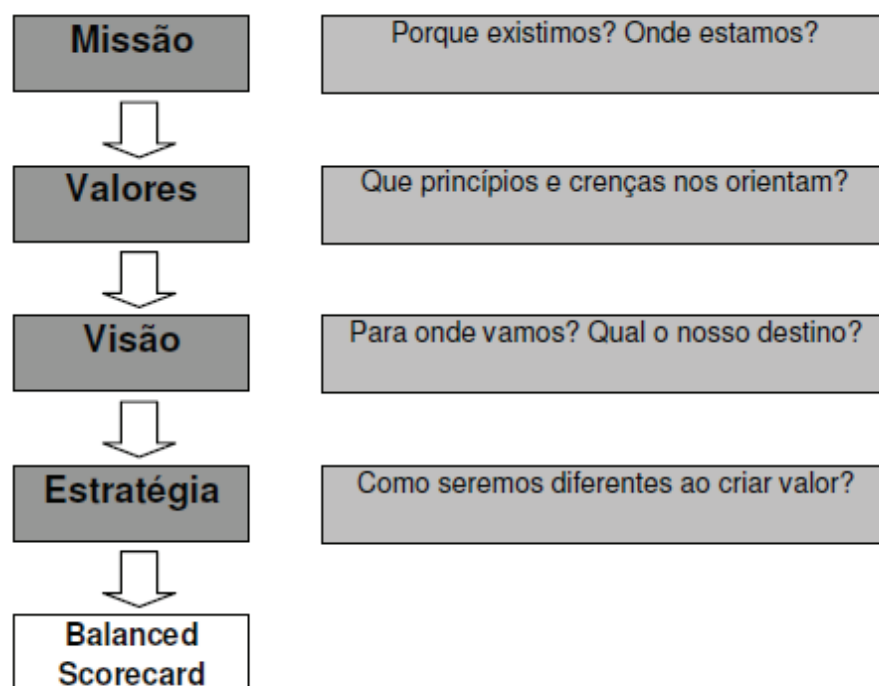 Missão
Porque existimos? Onde estamos?
Valores
Que princípios e crenças nos orientam?
Visão
Para onde vamos? Qual o nosso destino?
Estratégia
Como seremos diferentes ao criar valor?
Balanced
Scorecard